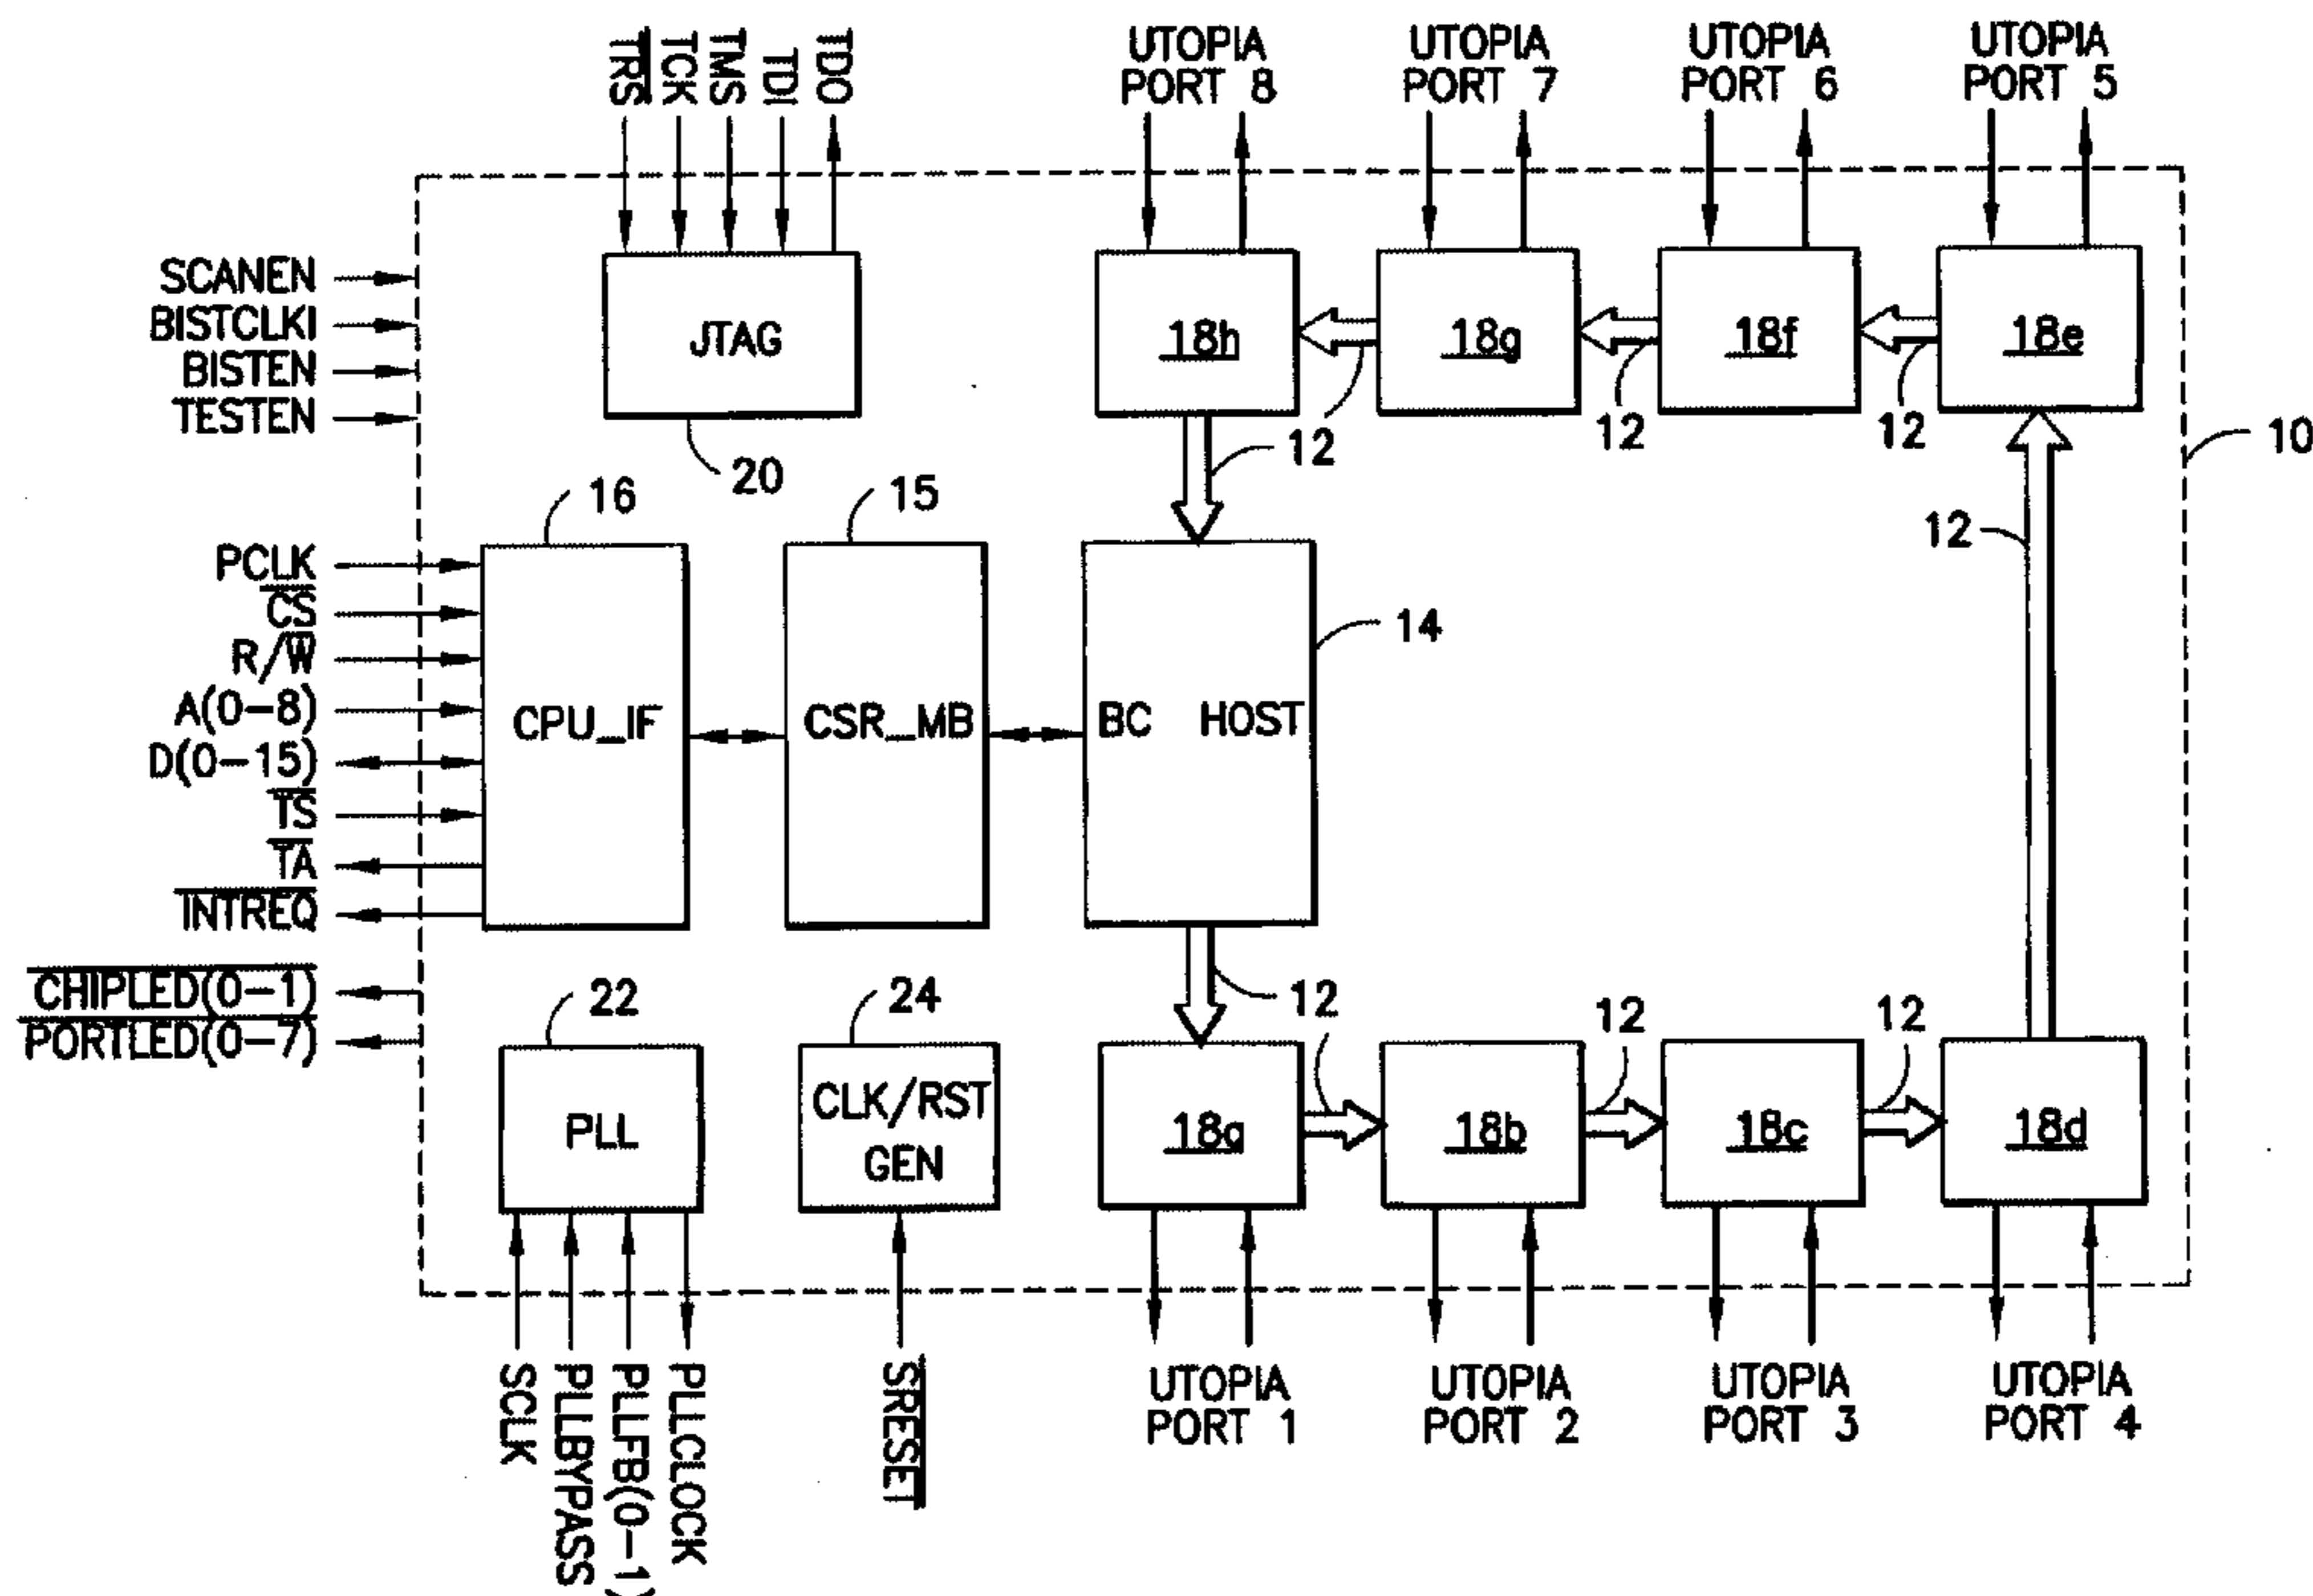 TRS
TCK
TMS
TDI
TDO
UTOPIA
PORT 8
UTOPIA
PORT 7
UTOPIA
PORT 6
UTOPIA
PORT 5
SCANEN
BISTCLKI
BISTEN
TESTEN
JTAG
20
18h
18g
18f
18e
12
12
12
12
12
10
16
15
14
PCLK
CS
R/W
A(0-8)
D(0-15)
TS
TA
INTREQ
CPU_IF
CSR_MB
BC HOST
CHIPLED(0-1)
PORTLED(0-7)
22
24
12
12
12
12
PLL
CLK/RST
GEN
18a
18b
18c
18d
SCLK
PLLBYPASS
PLLFB(0-1)
PLLCLOCK
SRESET
UTOPIA
PORT 1
UTOPIA
PORT 2
UTOPIA
PORT 3
UTOPIA
PORT 4